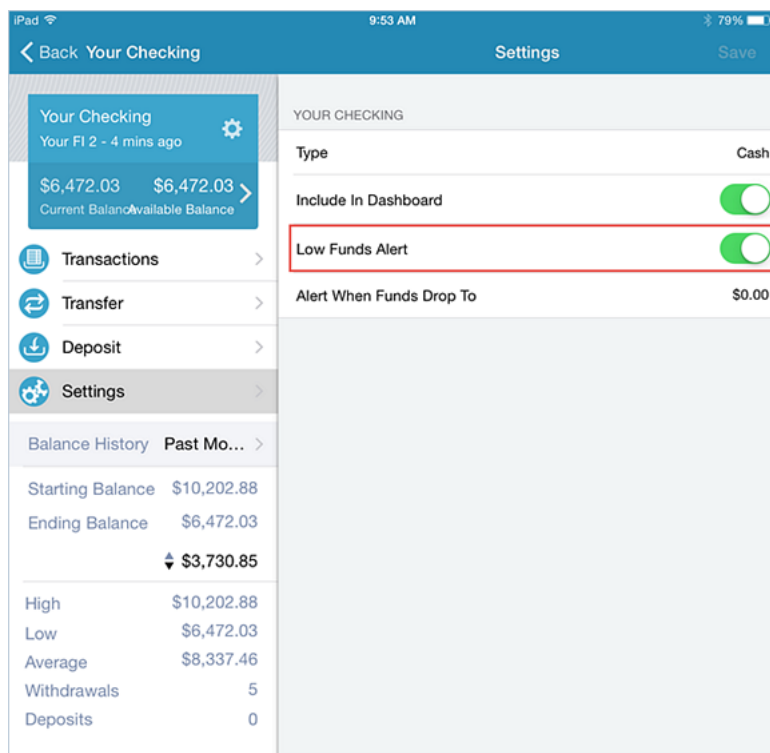 iPad 9:53 AM 79%
Back Your Checking Settings Save
Your Checking
Your FI 2 - 4 mins ago
$6,472.03 $6,472.03
Current Balance Available Balance
Transactions
Transfer
Deposit
Settings
Balance History Past Mo...
Starting Balance $10,202.88
Ending Balance $6,472.03
$3,730.85
High $10,202.88
Low $6,472.03
Average $8,337.46
Withdrawals 5
Deposits 0
YOUR CHECKING
Type Cash
Include In Dashboard
Low Funds Alert
Alert When Funds Drop To $0.00